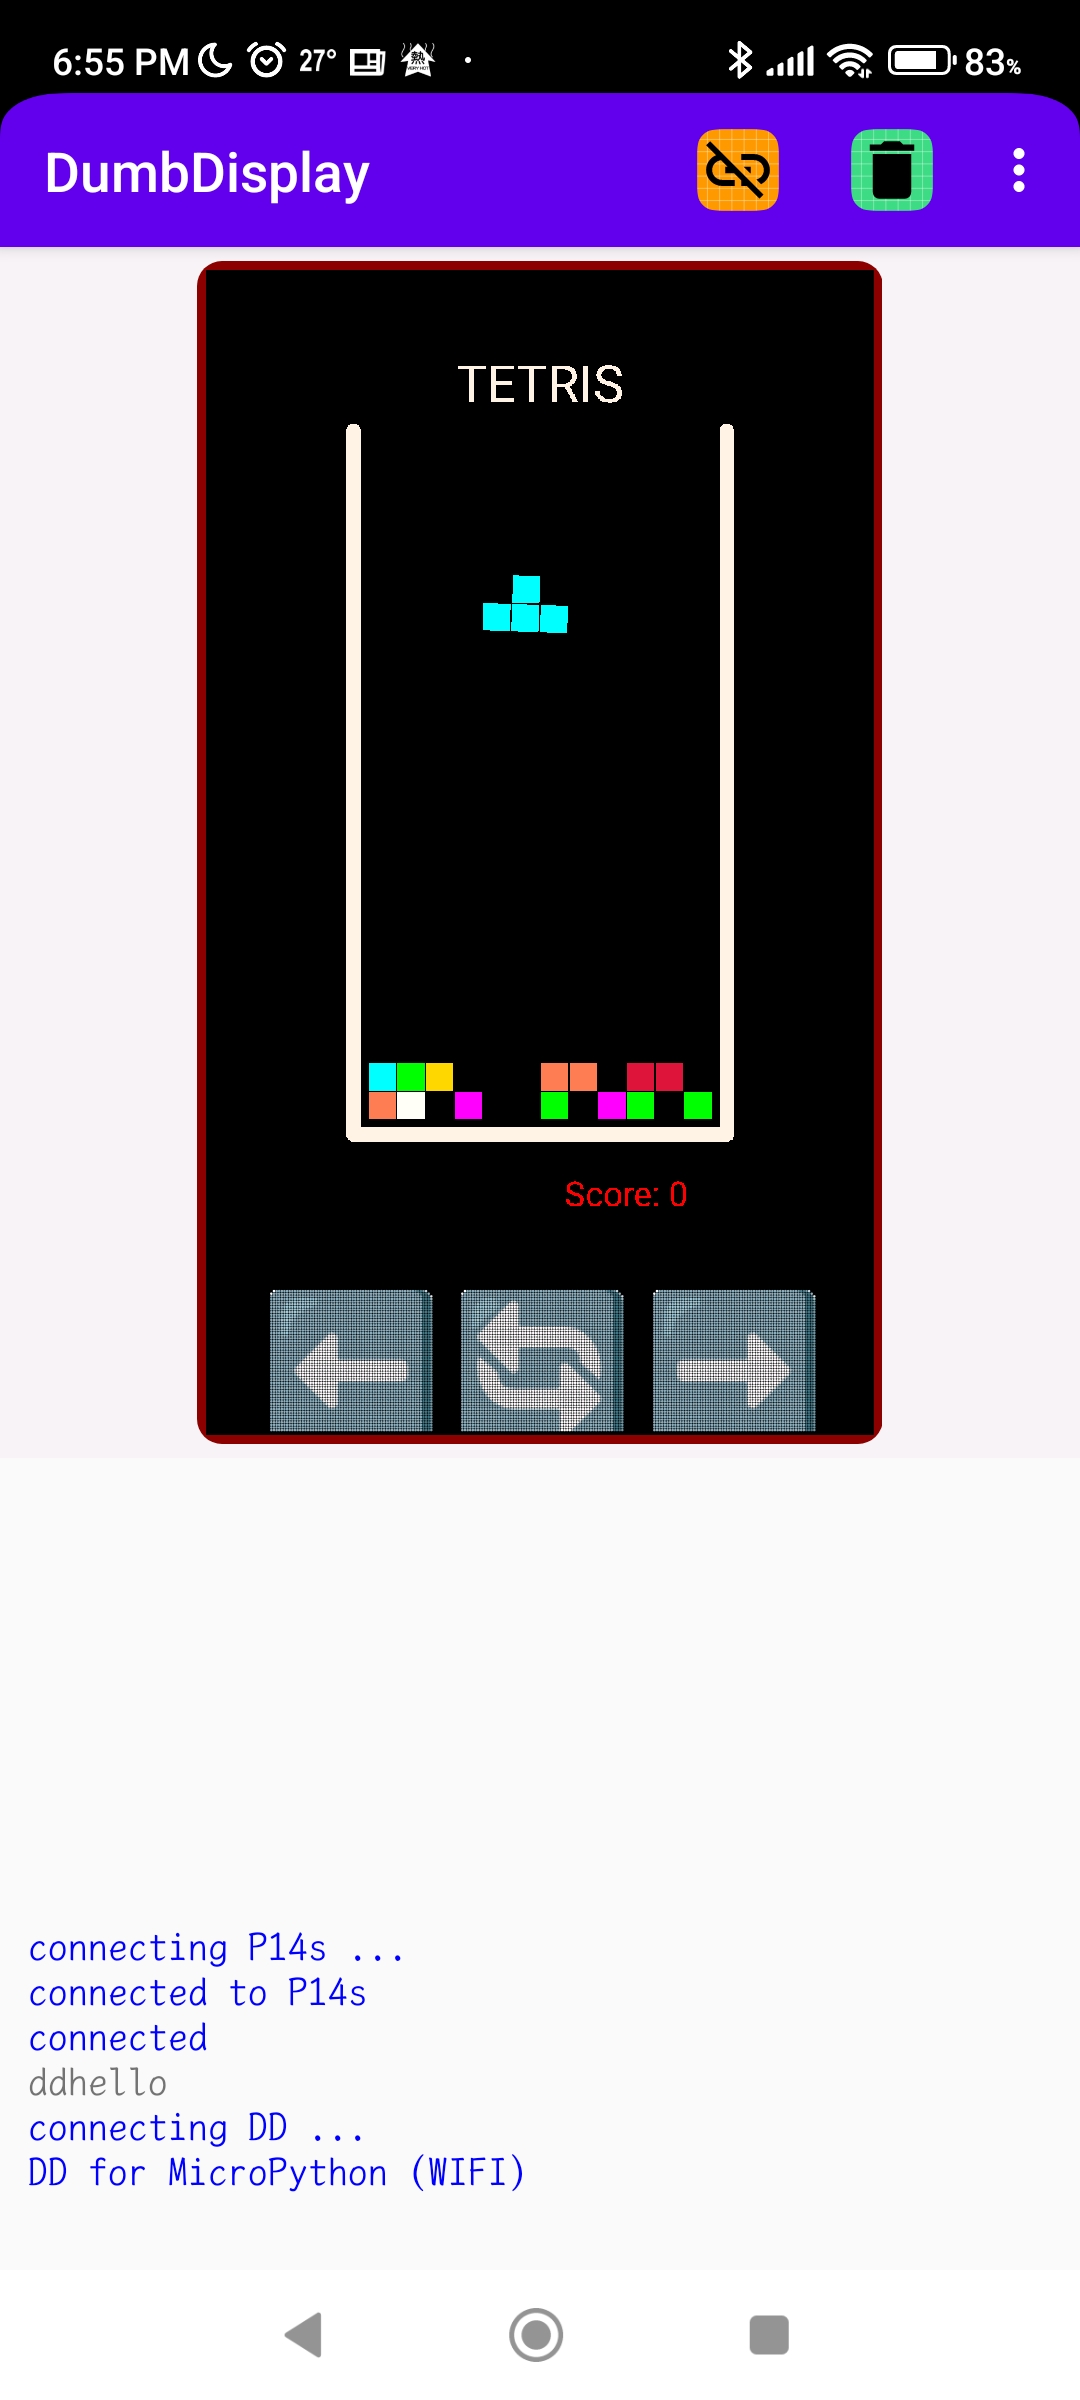 6:55 PM 27° 83%
DumbDisplay
TETRIS
Score: 0
connecting P14s ...
connected to P14s
connected
ddhello
connecting DD ...
DD for MicroPython (WIFI)